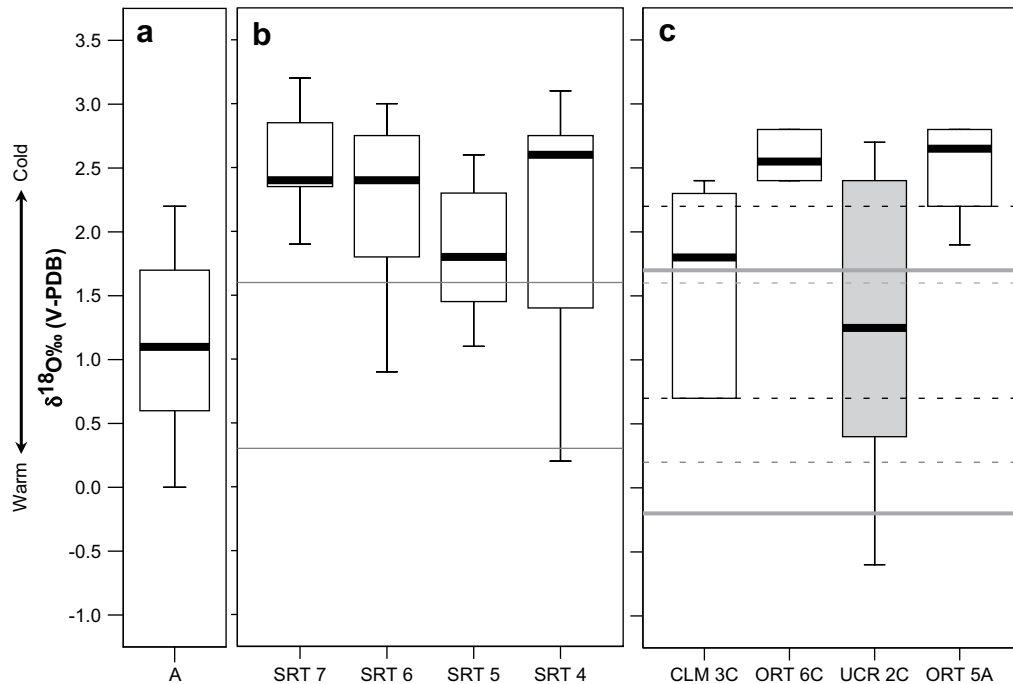 a
b
c
3.5
3.0
2.5
2.0
1.5
1.0
0.5
0.0
-0.5
-1.0
Cold
Warm
δ¹⁸O‰ (V-PDB)
A
SRT 7 SRT 6 SRT 5 SRT 4
CLM 3C ORT 6C UCR 2C ORT 5A